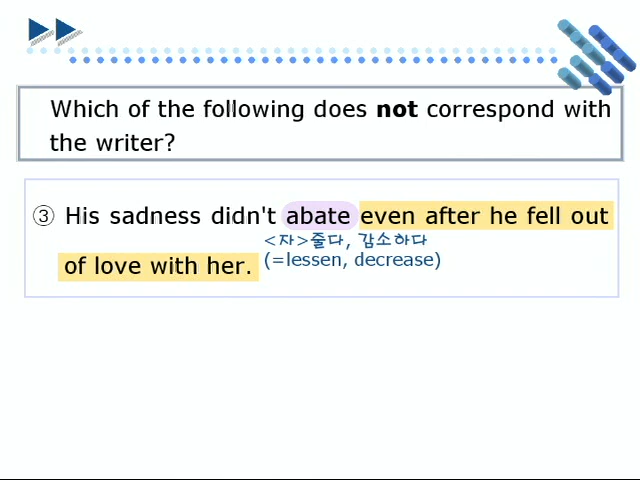 Which of the following does not correspond with
the writer?
③ His sadness didn't abate even after he fell out
<자>줄다, 감소하다
(=lessen, decrease)
of love with her.